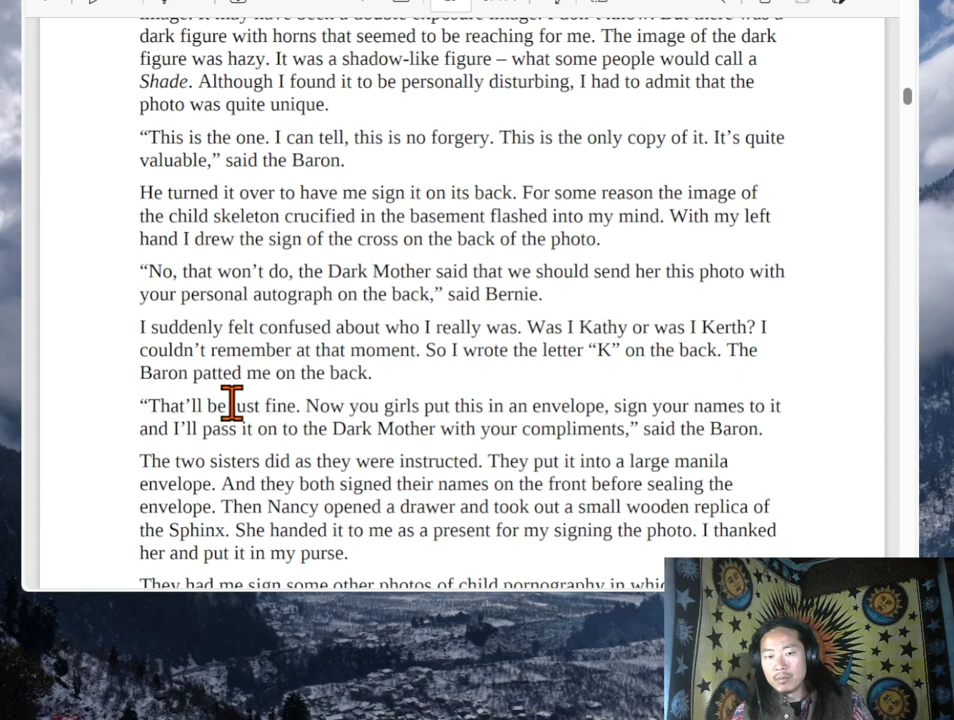 dark figure with horns that seemed to be reaching for me. The image of the dark
figure was hazy. It was a shadow-like figure – what some people would call a
Shade. Although I found it to be personally disturbing, I had to admit that the
photo was quite unique.
“This is the one. I can tell, this is no forgery. This is the only copy of it. It’s quite
valuable,” said the Baron.
He turned it over to have me sign it on its back. For some reason the image of
the child skeleton crucified in the basement flashed into my mind. With my left
hand I drew the sign of the cross on the back of the photo.
“No, that won’t do, the Dark Mother said that we should send her this photo with
your personal autograph on the back,” said Bernie.
I suddenly felt confused about who I really was. Was I Kathy or was I Kerth? I
couldn’t remember at that moment. So I wrote the letter “K” on the back. The
Baron patted me on the back.
“That’ll be just fine. Now you girls put this in an envelope, sign your names to it
and I’ll pass it on to the Dark Mother with your compliments,” said the Baron.
The two sisters did as they were instructed. They put it into a large manila
envelope. And they both signed their names on the front before sealing the
envelope. Then Nancy opened a drawer and took out a small wooden replica of
the Sphinx. She handed it to me as a present for my signing the photo. I thanked
her and put it in my purse.
They had me sign some other photos of child pornography in